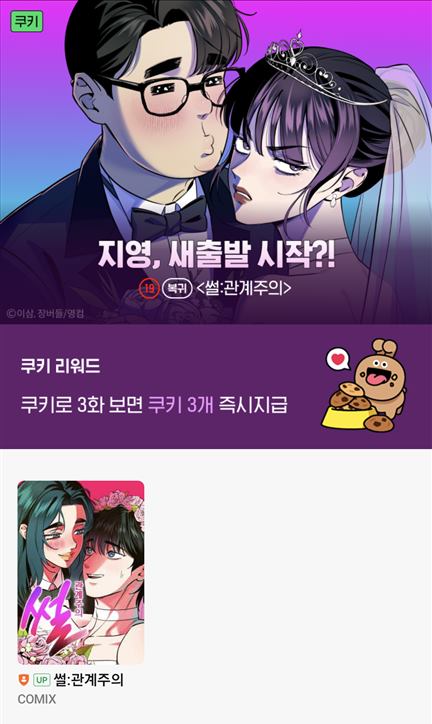 쿠키
지영, 새출발 시작?!
19 복귀 <썰:관계주의>
©이삼, 장버들/영컴
쿠키 리워드
쿠키로 3화 보면 쿠키 3개 즉시지급
썰
관계주의
UP 썰:관계주의
COMIX